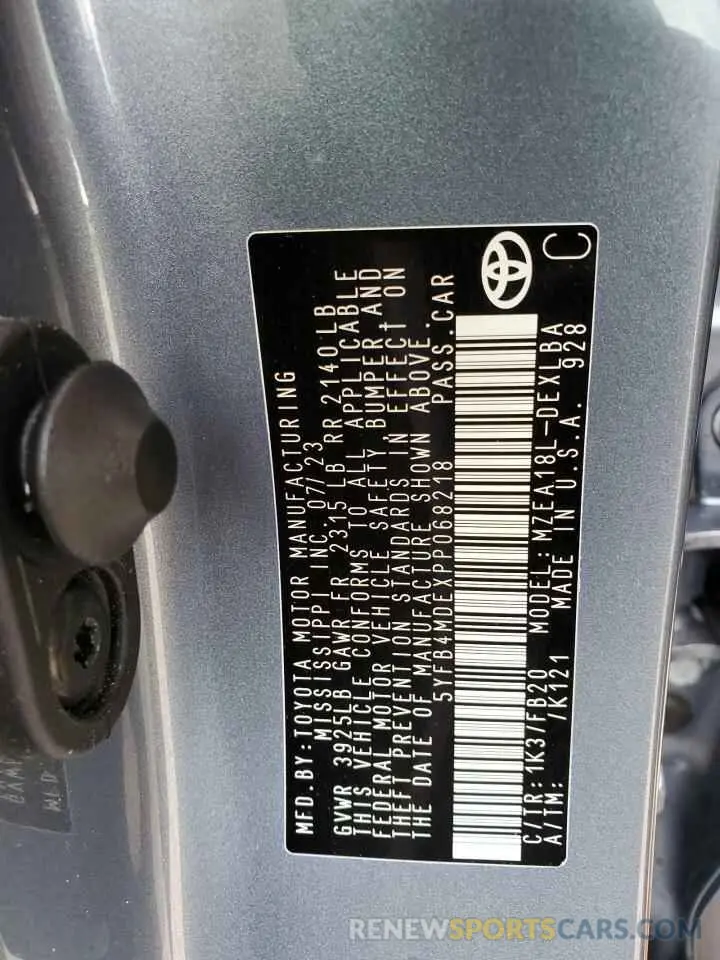 MFD.BY:TOYOTA MOTOR MANUFACTURING
MISSISSIPPI INC. 07/23
GVWR 3925LB GAWR FR 2315 LB RR 2140 LB
THIS VEHICLE CONFORMS TO ALL APPLICABLE
FEDERAL MOTOR VEHICLE SAFETY, BUMPER AND
THEFT PREVENTION STANDARDS IN EFFECT ON
THE DATE OF MANUFACTURE SHOWN ABOVE.
5YFB4MDEXPP068218 PASS.CAR
C/TR: 1K3/FB20 MODEL: MZEA18L-DEXLBA
A/TM: /K121 MADE IN U.S.A. 928
C
RENEWSPORTSCARS.COM